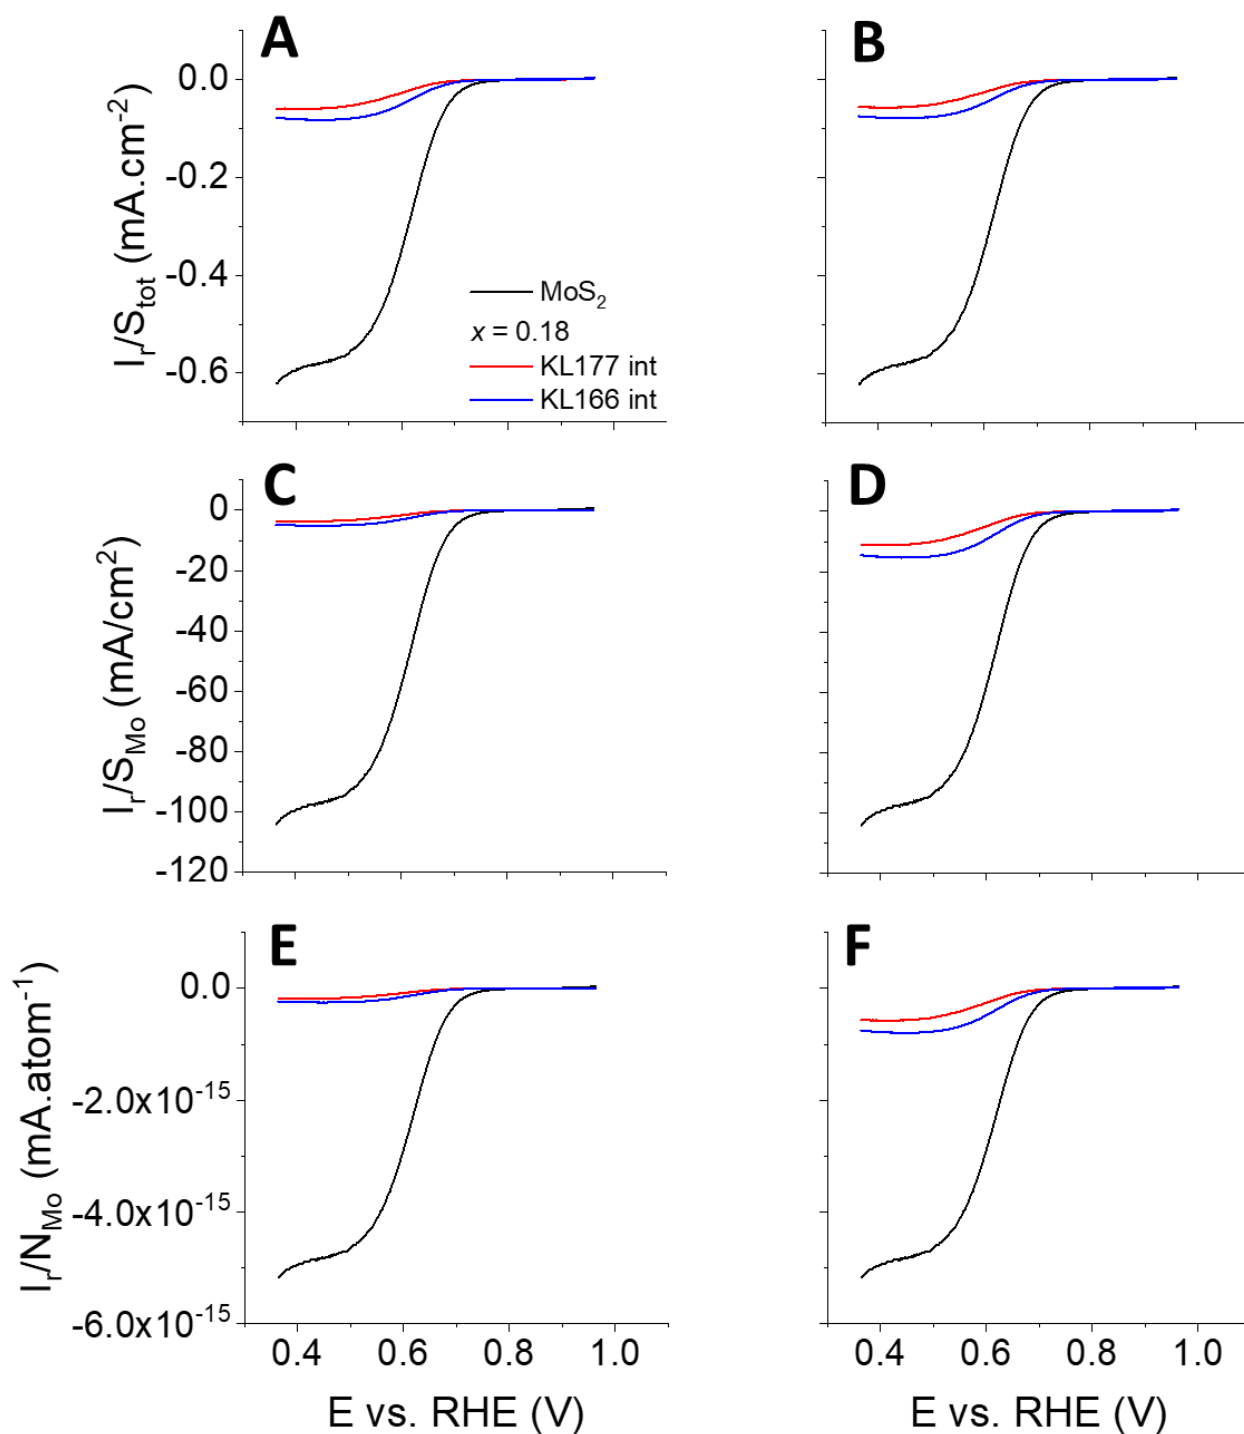 A
B
0.0
-0.2
-0.4
-0.6
I_r/S_tot (mA.cm^-2)
MoS_2
x = 0.18
KL177 int
KL166 int
C
D
0
-20
-40
-60
-80
-100
-120
I_r/S_Mo (mA/cm^2)
E
F
0.0
-2.0x10^-15
-4.0x10^-15
-6.0x10^-15
I_r/N_Mo (mA.atom^-1)
0.4 0.6 0.8 1.0
0.4 0.6 0.8 1.0
E vs. RHE (V)
E vs. RHE (V)